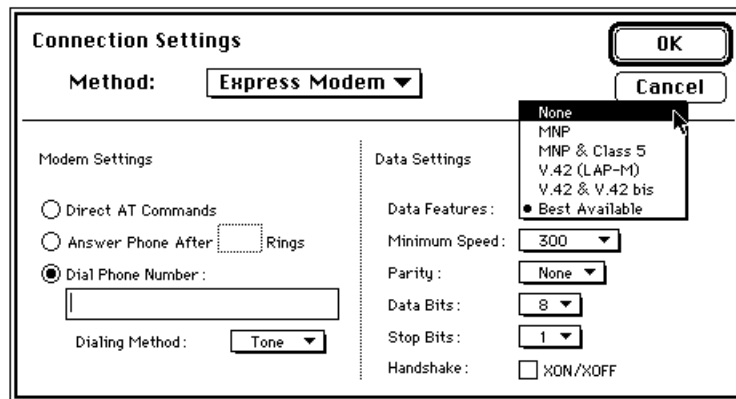 Connection Settings
OK
Method: Express Modem
Cancel
Modem Settings
Direct AT Commands
Answer Phone After Rings
Dial Phone Number:
Dialing Method: Tone
Data Settings
None
MNP
MNP & Class 5
V.42 (LAP-M)
V.42 & V.42 bis
Data Features: Best Available
Minimum Speed: 300
Parity: None
Data Bits: 8
Stop Bits: 1
Handshake: XON/XOFF